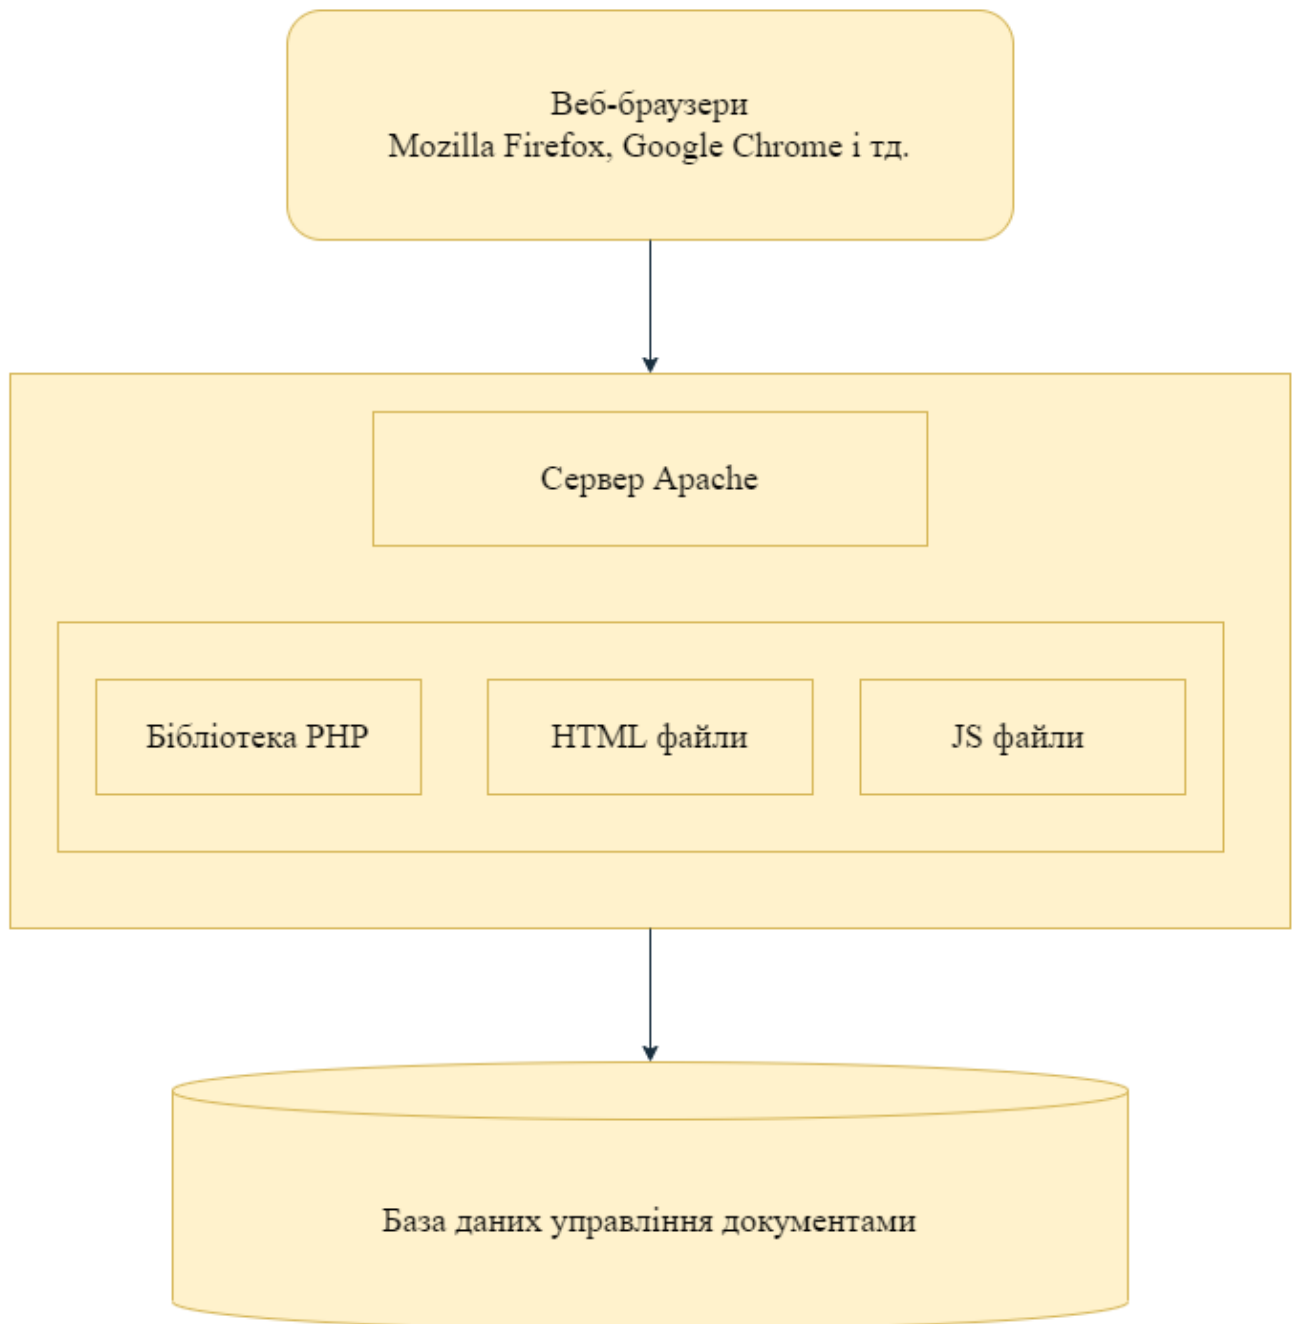 Веб-браузери
Mozilla Firefox, Google Chrome і тд.
Сервер Apache
Бібліотека PHP
HTML файли
JS файли
База даних управління документами